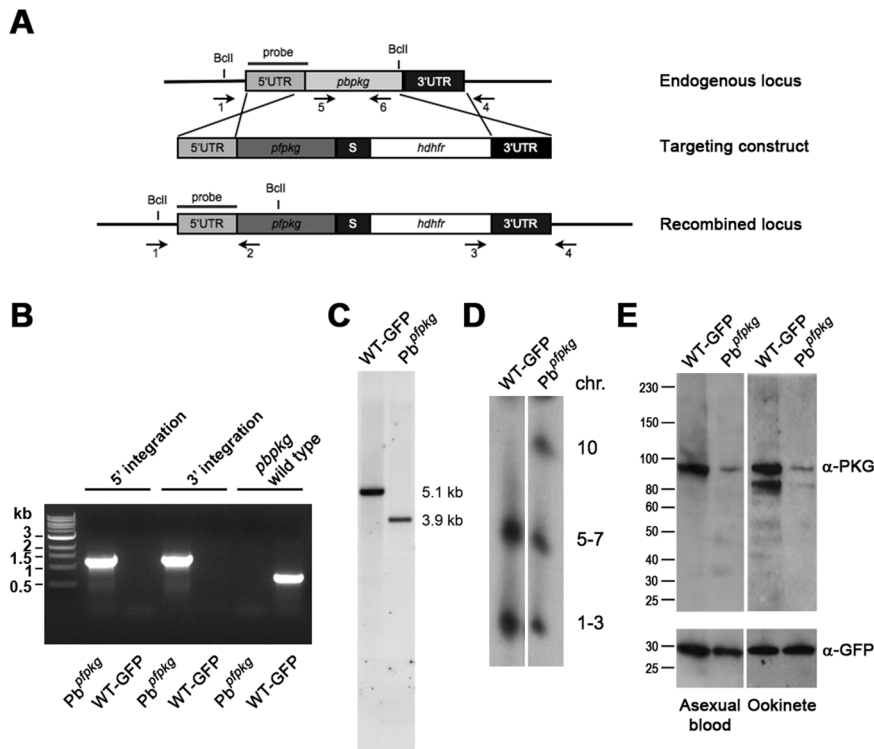 A
BclI
probe
BclI
5'UTR
pbpkg
3'UTR
Endogenous locus
1
5
6
4
5'UTR
pfpkg
S
hdhfr
3'UTR
Targeting construct
BclI
probe
BclI
5'UTR
pfpkg
S
hdhfr
3'UTR
Recombined locus
1
2
3
4
B
5' integration
3' integration
pbpkg
wild type
kb
3
2
1.5
1
0.5
Pbpfpkg
WT-GFP
Pbpfpkg
WT-GFP
Pbpfpkg
WT-GFP
C
WT-GFP
Pbpfpkg
5.1 kb
3.9 kb
D
WT-GFP
Pbpfpkg
chr.
10
5-7
1-3
E
WT-GFP
Pbpfpkg
WT-GFP
Pbpfpkg
230
150
100
80
60
50
40
30
25
α-PKG
30
25
α-GFP
Asexual
blood
Ookinete